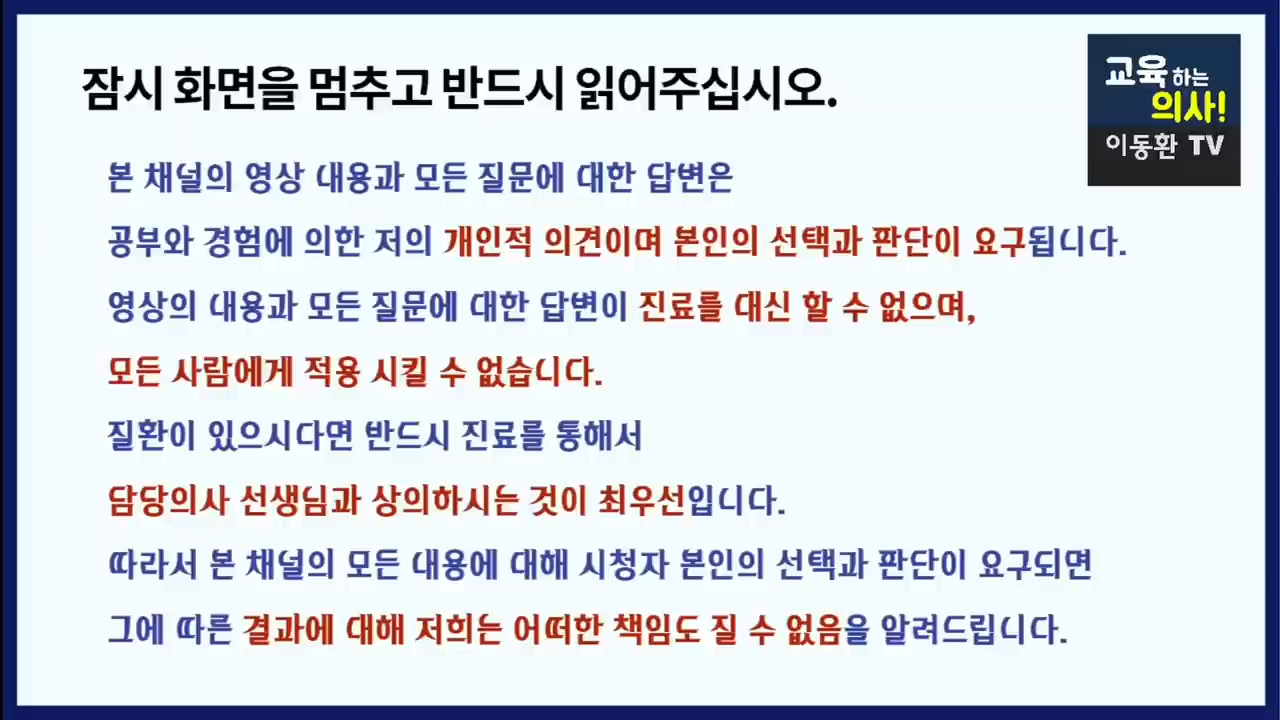 잠시 화면을 멈추고 반드시 읽어주십시오.
교육하는
의사!
이동환 TV
본 채널의 영상 내용과 모든 질문에 대한 답변은
공부와 경험에 의한 저의 개인적 의견이며 본인의 선택과 판단이 요구됩니다.
영상의 내용과 모든 질문에 대한 답변이 진료를 대신 할 수 없으며,
모든 사람에게 적용 시킬 수 없습니다.
질환이 있으시다면 반드시 진료를 통해서
담당의사 선생님과 상의하시는 것이 최우선입니다.
따라서 본 채널의 모든 내용에 대해 시청자 본인의 선택과 판단이 요구되면
그에 따른 결과에 대해 저희는 어떠한 책임도 질 수 없음을 알려드립니다.